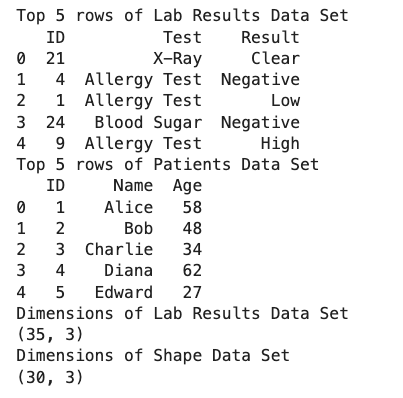 Top 5 rows of Lab Results Data Set
   ID          Test    Result
0  21         X-Ray     Clear
1   4  Allergy Test  Negative
2   1  Allergy Test       Low
3  24   Blood Sugar  Negative
4   9  Allergy Test      High
Top 5 rows of Patients Data Set
   ID     Name  Age
0   1    Alice   58
1   2      Bob   48
2   3  Charlie   34
3   4    Diana   62
4   5   Edward   27
Dimensions of Lab Results Data Set
(35, 3)
Dimensions of Shape Data Set
(30, 3)